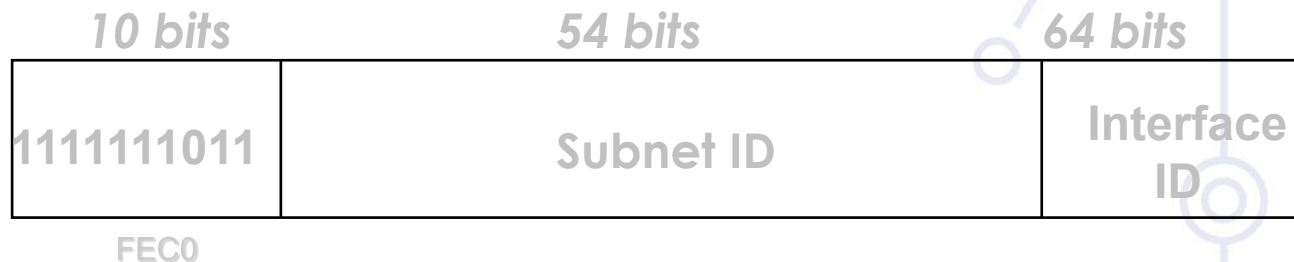 10 bits 54 bits 64 bits
1111111011 Subnet ID Interface
ID
FEC0